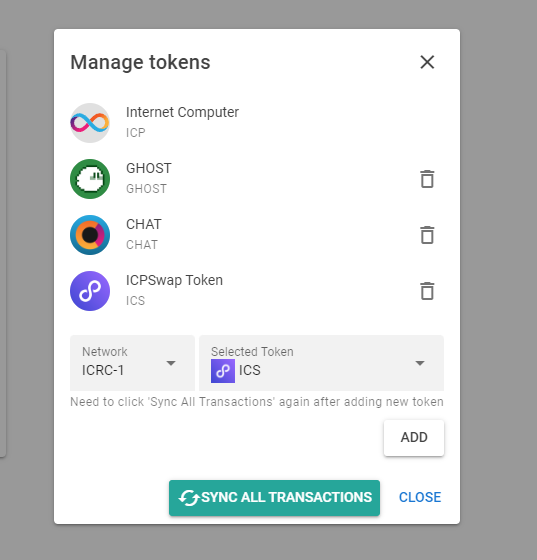 Manage tokens
Internet Computer
ICP
GHOST
GHOST
CHAT
CHAT
ICPSwap Token
ICS
Network
ICRC-1
Selected Token
ICS
Need to click 'Sync All Transactions' again after adding new token
ADD
SYNC ALL TRANSACTIONS
CLOSE